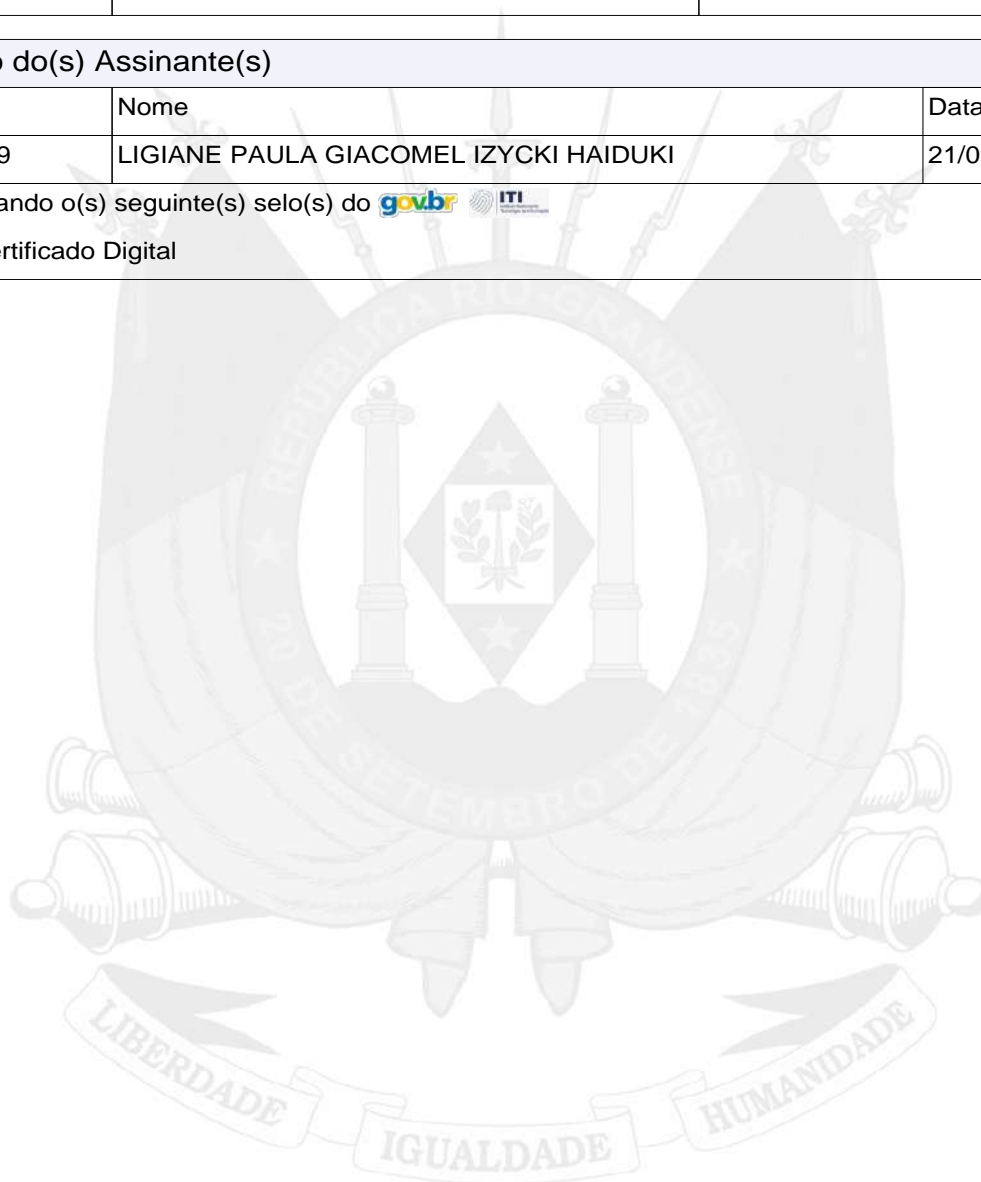 o do(s) Assinante(s)
Nome Data
9 LIGIANE PAULA GIACOMEL IZYCKI HAIDUKI 21/0
ando o(s) seguinte(s) selo(s) do gov.br ITI
rtificado Digital
REPÚBLICA RIO-GRANDENSE
20 DE SETEMBRO DE 1835
LIBERDADE IGUALDADE HUMANIDADE